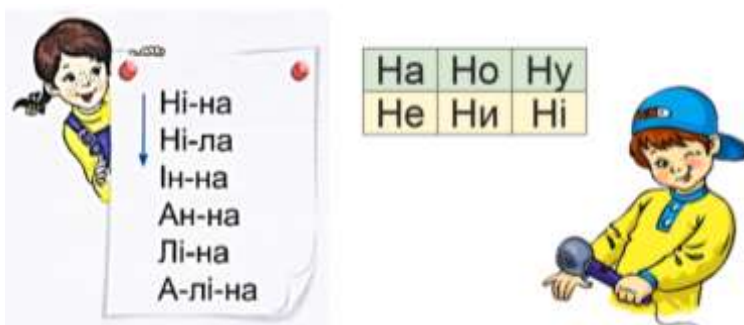 Ні-на
Ні-ла
Ін-на
Ан-на
Лі-на
А-лі-на
На Но Ну
Не Ни Ні